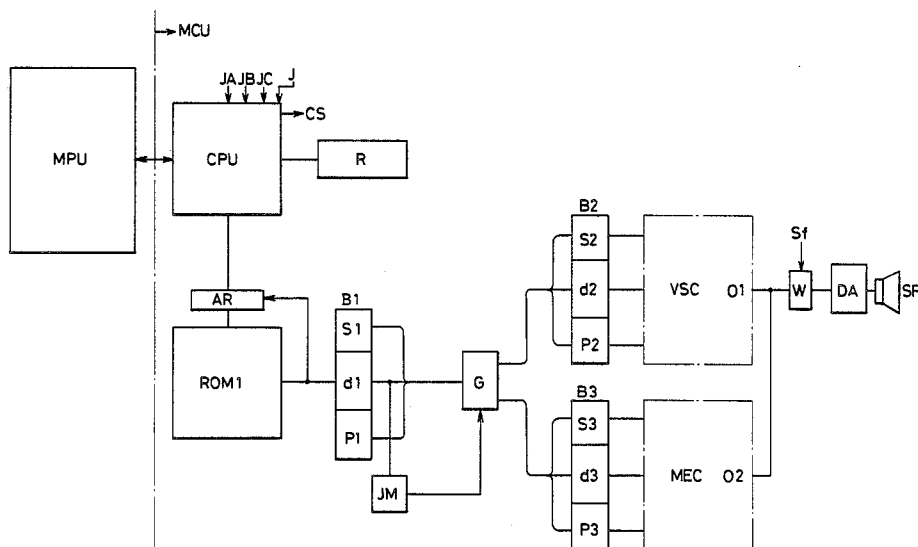 MCU
JA JB JC J
CS
MPU
CPU
R
AR
ROM1
B1
S1
d1
P1
JM
G
B2
S2
d2
P2
VSC
O1
B3
S3
d3
P3
MEC
O2
Sf
W
DA
SP